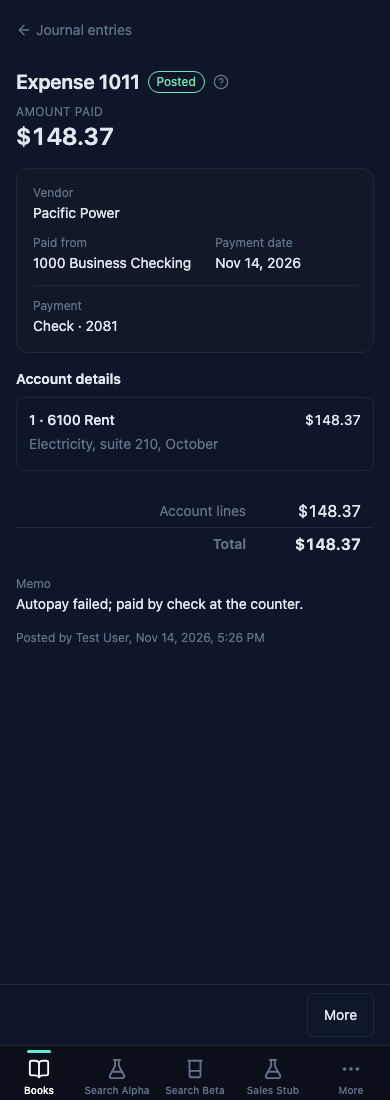 Journal entries
Expense 1011 Posted
AMOUNT PAID
$148.37
Vendor
Pacific Power
Paid from Payment date
1000 Business Checking Nov 14, 2026
Payment
Check · 2081
Account details
1 · 6100 Rent $148.37
Electricity, suite 210, October
Account lines $148.37
Total $148.37
Memo
Autopay failed; paid by check at the counter.
Posted by Test User, Nov 14, 2026, 5:26 PM
More
Books Search Alpha Search Beta Sales Stub More